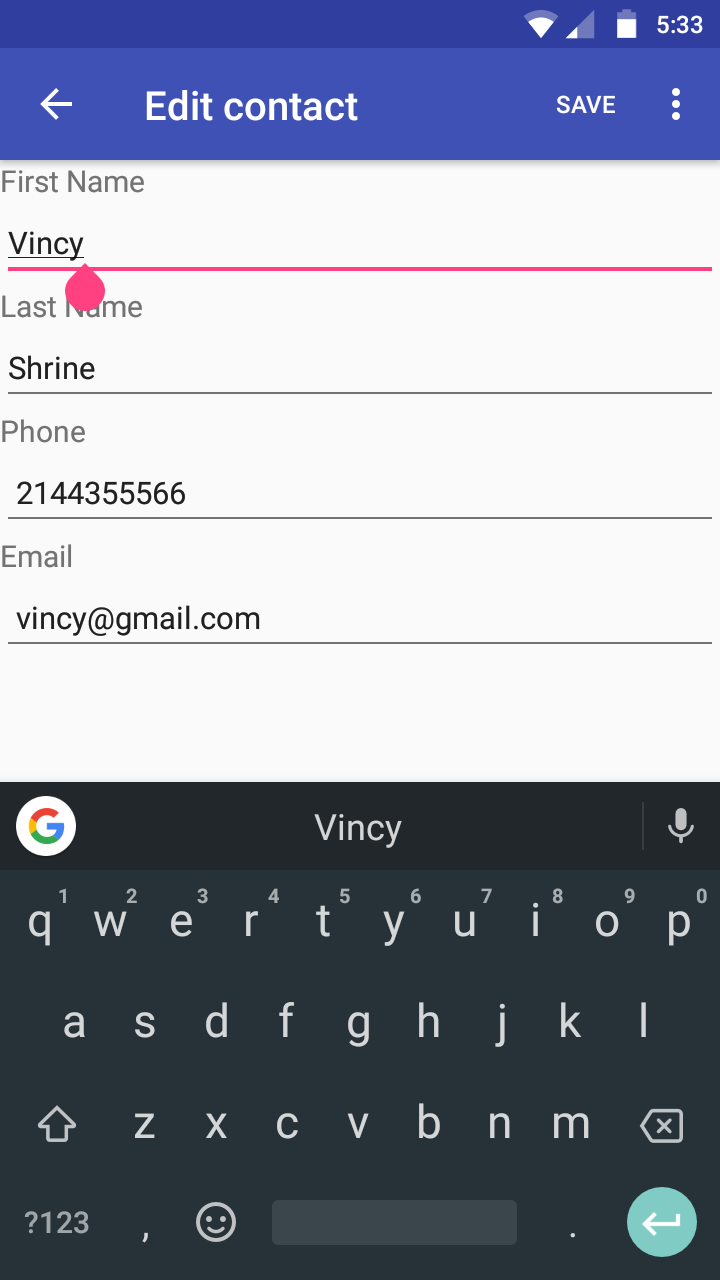 5:33
Edit contact SAVE
First Name
Vincy
Last Name
Shrine
Phone
2144355566
Email
vincy@gmail.com
Vincy
1 2 3 4 5 6 7 8 9 0
q w e r t y u i o p
a s d f g h j k l
z x c v b n m
?123 , .